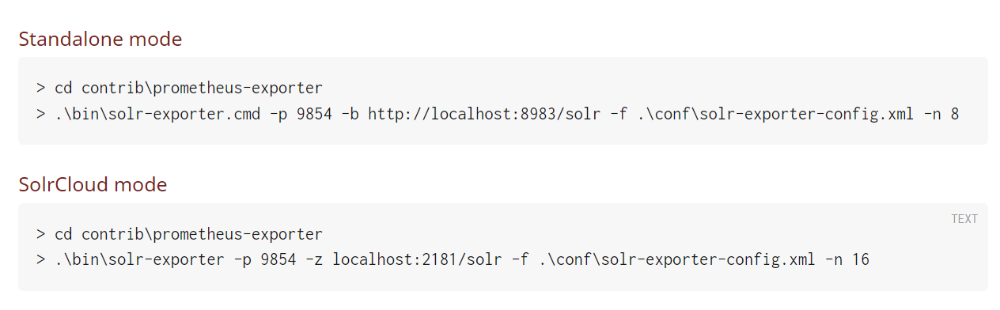 Standalone mode
> cd contrib\prometheus-exporter
> .\bin\solr-exporter.cmd -p 9854 -b http://localhost:8983/solr -f .\conf\solr-exporter-config.xml -n 8
SolrCloud mode
TEXT
> cd contrib\prometheus-exporter
> .\bin\solr-exporter -p 9854 -z localhost:2181/solr -f .\conf\solr-exporter-config.xml -n 16